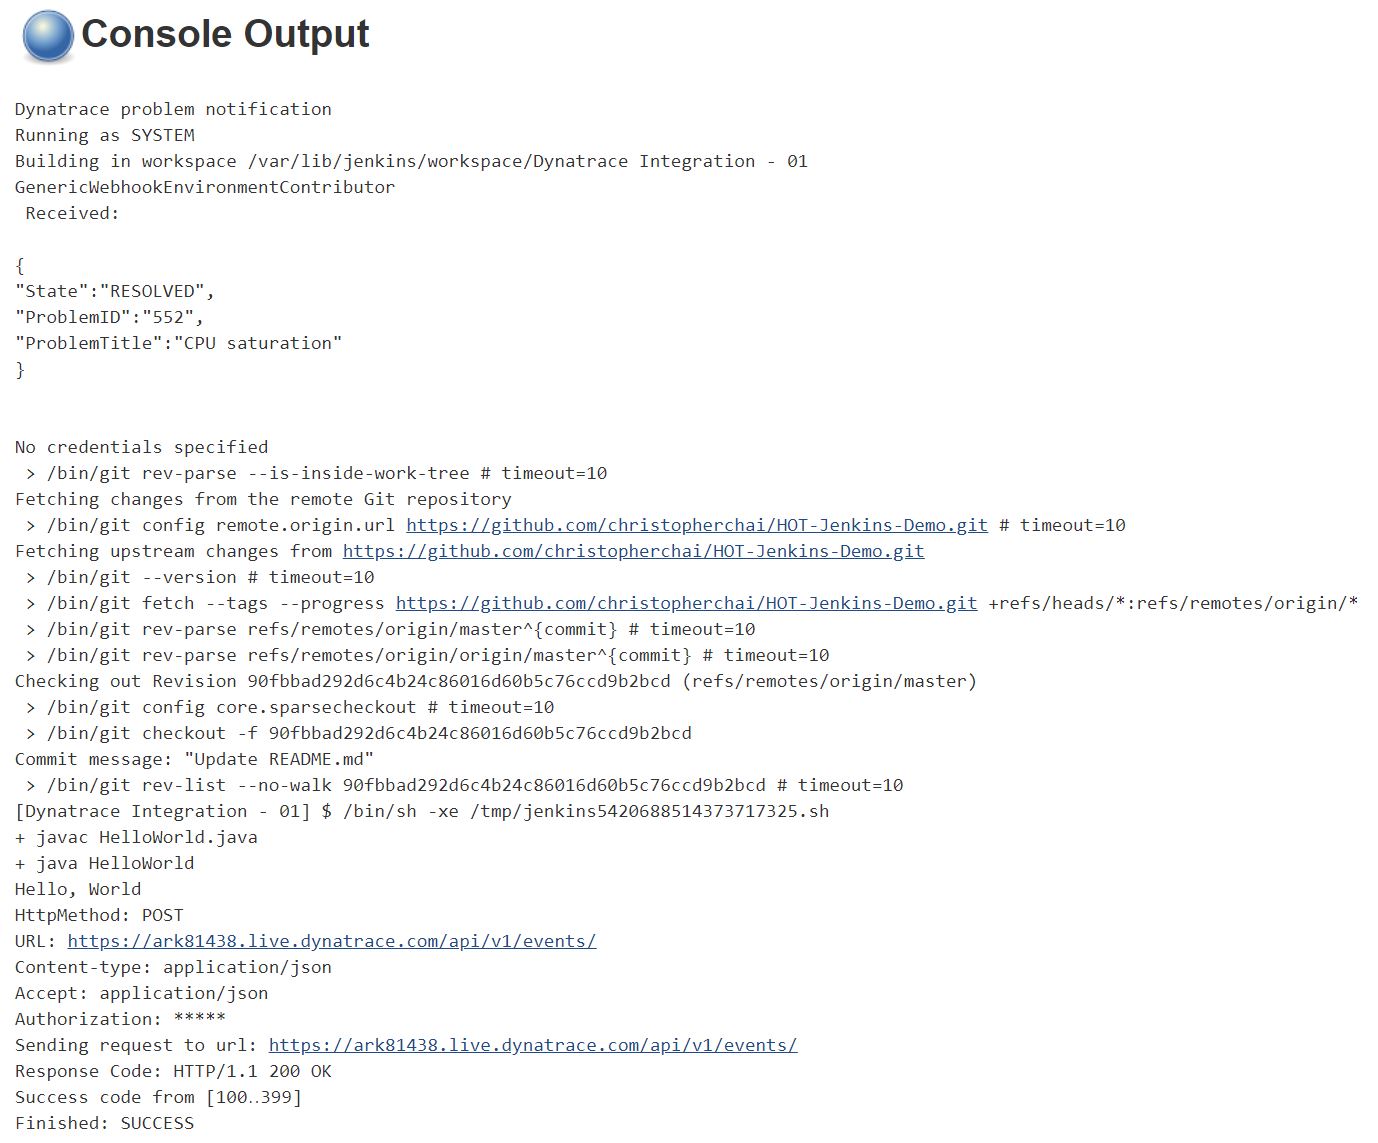 Console Output
Dynatrace problem notification
Running as SYSTEM
Building in workspace /var/lib/jenkins/workspace/Dynatrace Integration - 01
GenericWebhookEnvironmentContributor
 Received:
{
"State":"RESOLVED",
"ProblemID":"552",
"ProblemTitle":"CPU saturation"
}
No credentials specified
 > /bin/git rev-parse --is-inside-work-tree # timeout=10
Fetching changes from the remote Git repository
 > /bin/git config remote.origin.url https://github.com/christopherchai/HOT-Jenkins-Demo.git # timeout=10
Fetching upstream changes from https://github.com/christopherchai/HOT-Jenkins-Demo.git
 > /bin/git --version # timeout=10
 > /bin/git fetch --tags --progress https://github.com/christopherchai/HOT-Jenkins-Demo.git +refs/heads/*:refs/remotes/origin/*
 > /bin/git rev-parse refs/remotes/origin/master^{commit} # timeout=10
 > /bin/git rev-parse refs/remotes/origin/origin/master^{commit} # timeout=10
Checking out Revision 90fbbad292d6c4b24c86016d60b5c76ccd9b2bcd (refs/remotes/origin/master)
 > /bin/git config core.sparsecheckout # timeout=10
 > /bin/git checkout -f 90fbbad292d6c4b24c86016d60b5c76ccd9b2bcd
Commit message: "Update README.md"
 > /bin/git rev-list --no-walk 90fbbad292d6c4b24c86016d60b5c76ccd9b2bcd # timeout=10
[Dynatrace Integration - 01] $ /bin/sh -xe /tmp/jenkins5420688514373717325.sh
+ javac HelloWorld.java
+ java HelloWorld
Hello, World
HttpMethod: POST
URL: https://ark81438.live.dynatrace.com/api/v1/events/
Content-type: application/json
Accept: application/json
Authorization: *****
Sending request to url: https://ark81438.live.dynatrace.com/api/v1/events/
Response Code: HTTP/1.1 200 OK
Success code from [100‥399]
Finished: SUCCESS